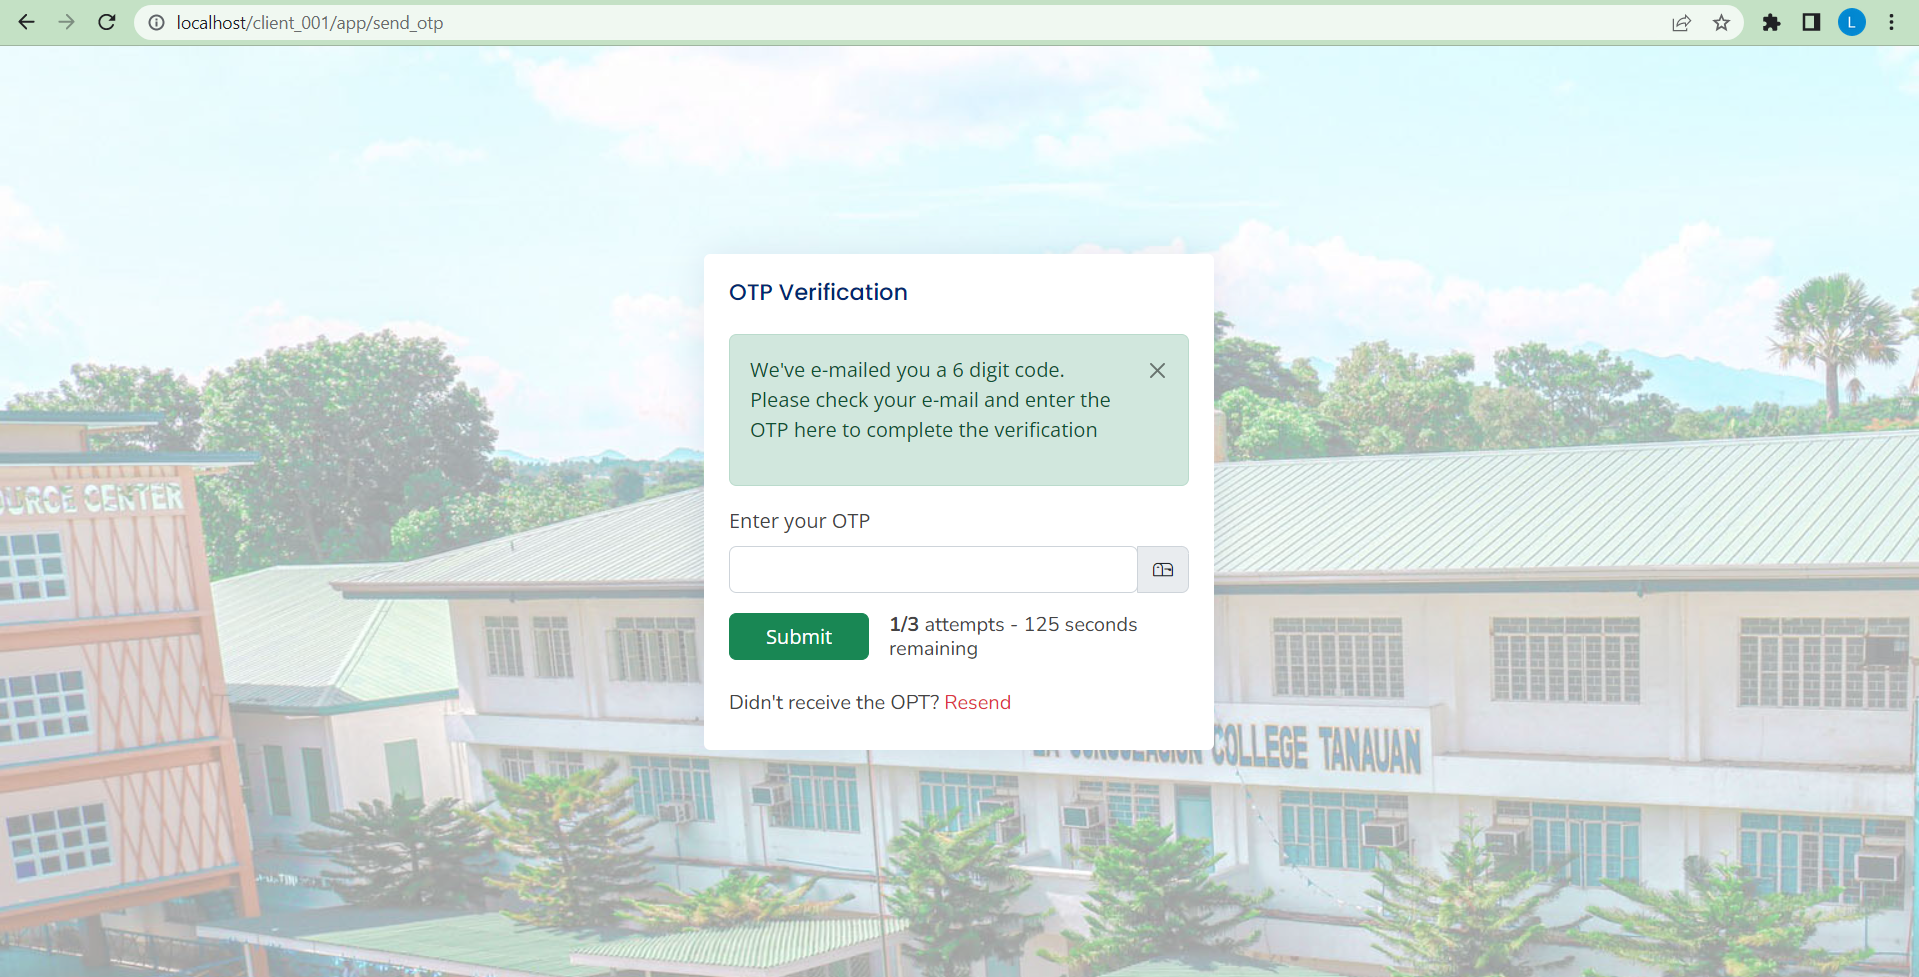 localhost/client_001/app/send_otp
L
OTP Verification
We've e-mailed you a 6 digit code.
Please check your e-mail and enter the
OTP here to complete the verification
Enter your OTP
Submit
1/3 attempts - 125 seconds
remaining
Didn't receive the OPT? Resend
CENTER
COLLEGE TANAUAN